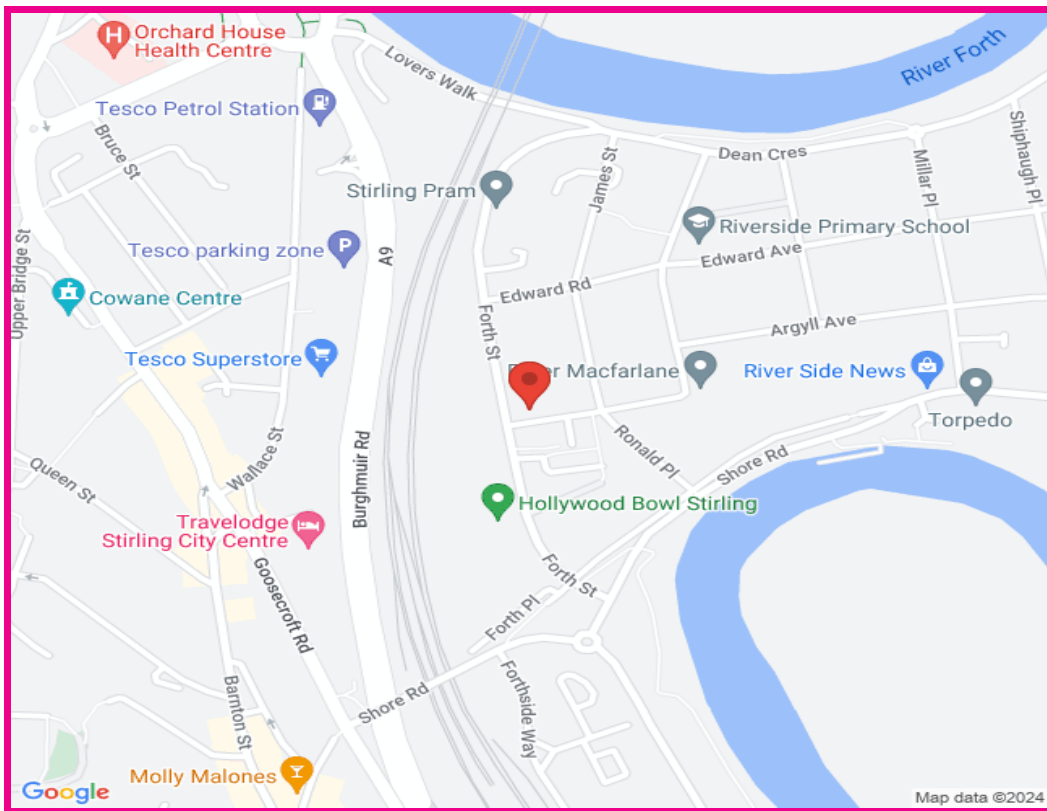 Orchard House
Health Centre
River Forth
Lovers Walk
Tesco Petrol Station
Bruce St
Shiphaugh Pl
Dean Cres
Millar Pl
James St
Stirling Pram
Riverside Primary School
Tesco parking zone
P
A9
Edward Ave
Upper Bridge St
Cowane Centre
Edward Rd
Forth St
Argyll Ave
Tesco Superstore
Macfarlane
River Side News
Torpedo
Ronald Pl
Wallace St
Queen St
Shore Rd
Burghmuir Rd
Hollywood Bowl Stirling
Travelodge
Stirling City Centre
Goosecroft Rd
Forth St
Forth Pl
Shore Rd
Forthside Way
Barnton St
Molly Malones
Google
Map data ©2024
H